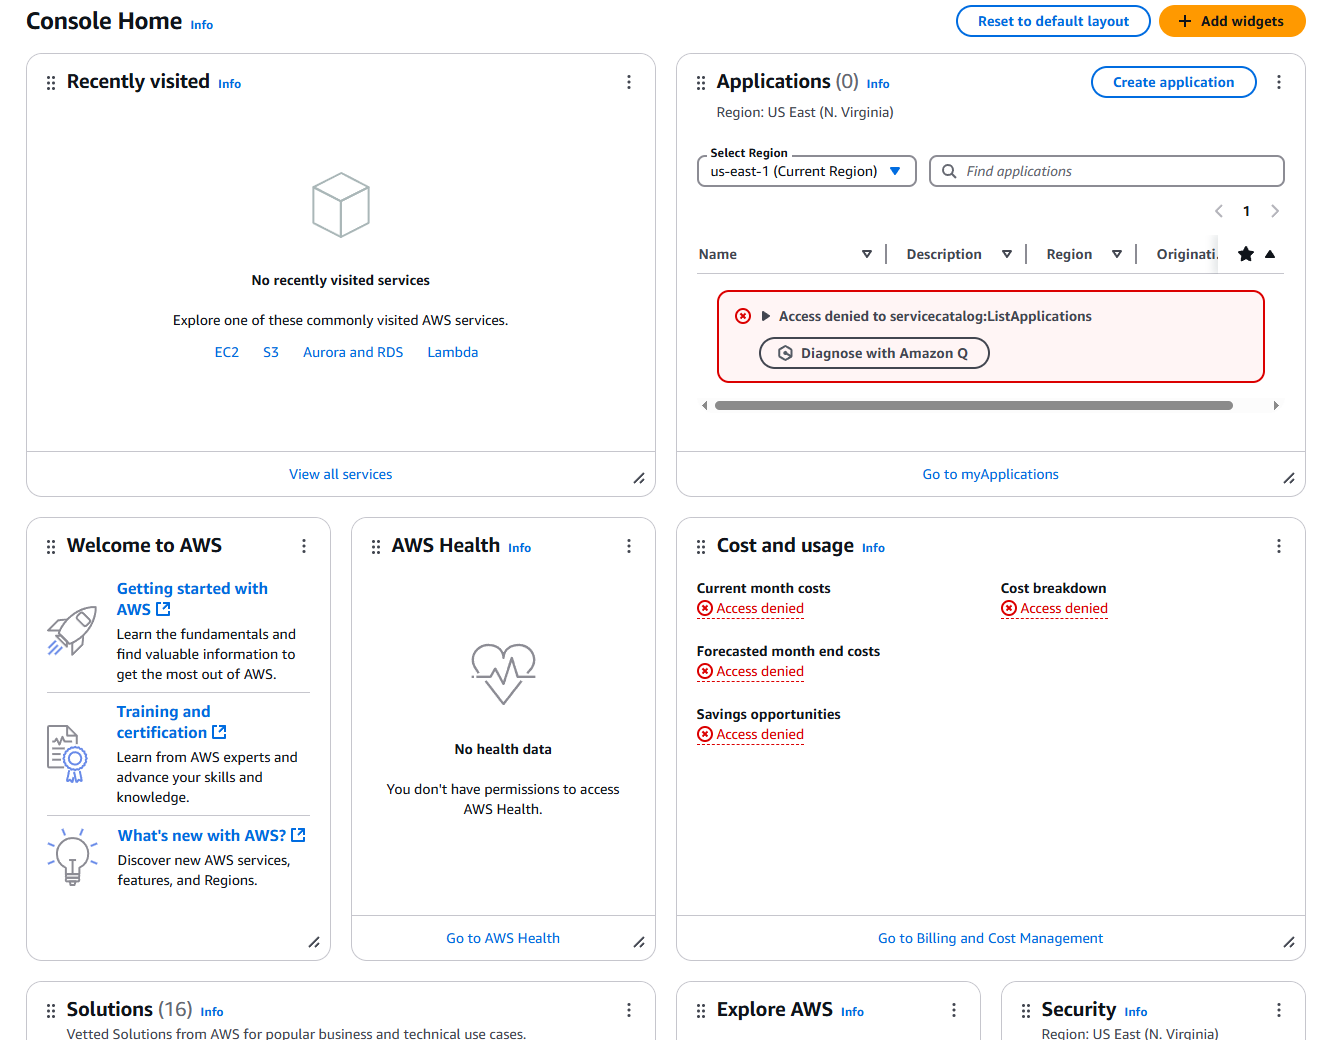 Console Home Info
Reset to default layout
Add widgets
Recently visited Info
No recently visited services
Explore one of these commonly visited AWS services.
EC2 S3 Aurora and RDS Lambda
View all services
Applications (0) Info
Create application
Region: US East (N. Virginia)
Select Region
us-east-1 (Current Region)
Find applications
1
Name Description Region Originati
Access denied to servicecatalog:ListApplications
Diagnose with Amazon Q
Go to myApplications
Welcome to AWS
Getting started with
AWS
Learn the fundamentals and
find valuable information to
get the most out of AWS.
Training and
certification
Learn from AWS experts and
advance your skills and
knowledge.
What's new with AWS?
Discover new AWS services,
features, and Regions.
AWS Health Info
No health data
You don't have permissions to access
AWS Health.
Go to AWS Health
Cost and usage Info
Current month costs
Access denied
Forecasted month end costs
Access denied
Savings opportunities
Access denied
Cost breakdown
Access denied
Go to Billing and Cost Management
Solutions (16) Info
Vetted Solutions from AWS for popular business and technical use cases.
Explore AWS Info
Security Info
Region: US East (N. Virginia)